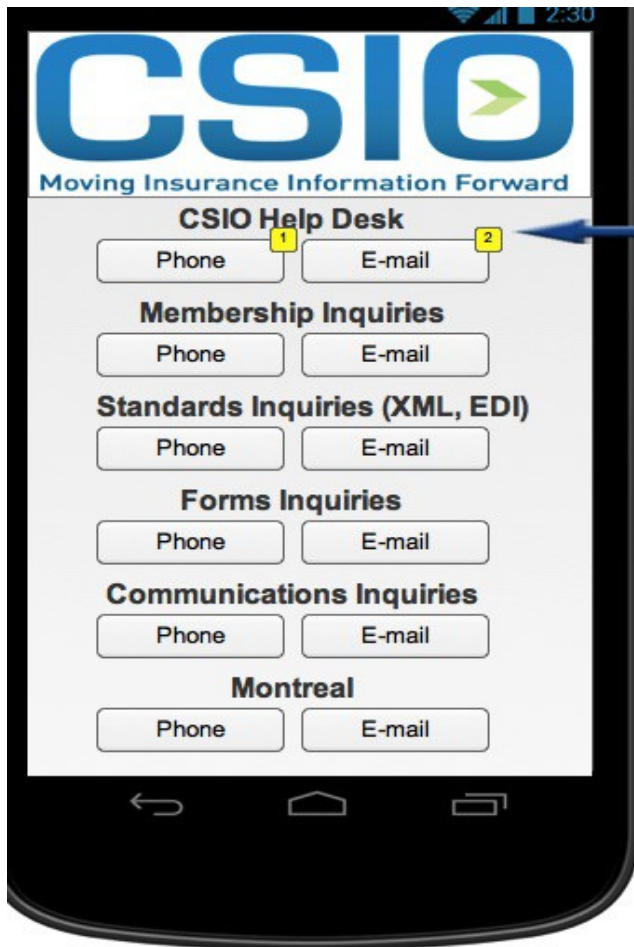 2:30
CSIO
Moving Insurance Information Forward
CSIO Help Desk
1 2
Phone E-mail
Membership Inquiries
Phone E-mail
Standards Inquiries (XML, EDI)
Phone E-mail
Forms Inquiries
Phone E-mail
Communications Inquiries
Phone E-mail
Montreal
Phone E-mail